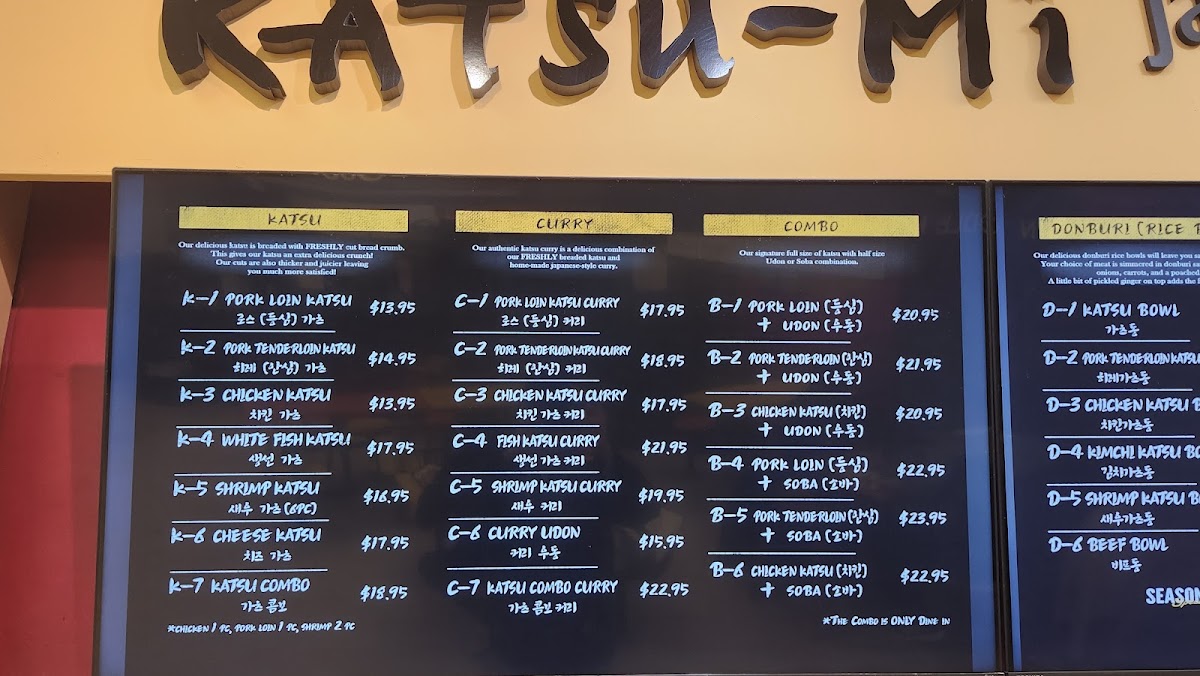 KATSU-Mi
KATSU
Our delicious katsu is breaded with FRESHLY cut bread crumb.
This gives our katsu an extra delicious crunch!
Our cuts are also thicker and juicier leaving
you much more satisfied!
K-1 PORK LOIN KATSU $13.95
로스 (등심) 가츠
K-2 PORK TENDERLOIN KATSU $14.95
히레 (안심) 가츠
K-3 CHICKEN KATSU $13.95
치킨 가츠
K-4 WHITE FISH KATSU $17.95
생선 가츠
K-5 SHRIMP KATSU $16.95
새우 가츠 (6PC)
K-6 CHEESE KATSU $17.95
치즈 가츠
K-7 KATSU COMBO $18.95
가츠 콤보
*CHICKEN 1 PC, PORK LOIN 1 PC, SHRIMP 2 PC
CURRY
Our authentic katsu curry is a delicious combination of
our FRESHLY breaded katsu and
home-made japanese-style curry.
C-1 PORK LOIN KATSU CURRY $17.95
로스 (등심) 커리
C-2 PORK TENDERLOIN KATSU CURRY $18.95
히레 (안심) 커리
C-3 CHICKEN KATSU CURRY $17.95
치킨 가츠 커리
C-4 FISH KATSU CURRY $21.95
생선 가츠 커리
C-5 SHRIMP KATSU CURRY $19.95
새우 커리
C-6 CURRY UDON $15.95
커리 우동
C-7 KATSU COMBO CURRY $22.95
가츠 콤보 커리
COMBO
Our signature full size of katsu with half size
Udon or Soba combination.
B-1 PORK LOIN (등심) $20.95
+ UDON (우동)
B-2 PORK TENDERLOIN (안심) $21.95
+ UDON (우동)
B-3 CHICKEN KATSU (치킨) $20.95
+ UDON (우동)
B-4 PORK LOIN (등심) $22.95
+ SOBA (소바)
B-5 PORK TENDERLOIN (안심) $23.95
+ SOBA (소바)
B-6 CHICKEN KATSU (치킨) $22.95
+ SOBA (소바)
*THE COMBO IS ONLY DINE IN
DONBURI (RICE
Our delicious donburi rice bowls will leave you
Your choice of meat is simmered in donburi
onions, carrots, and a poached
A little bit of pickled ginger on top adds the
D-1 KATSU BOWL
가츠동
D-2 PORK TENDERLOIN KATSU
히레가츠동
D-3 CHICKEN KATSU
치킨가츠동
D-4 KIMCHI KATSU
김치가츠동
D-5 SHRIMP KATSU
새우가츠동
D-6 BEEF BOWL
비프동